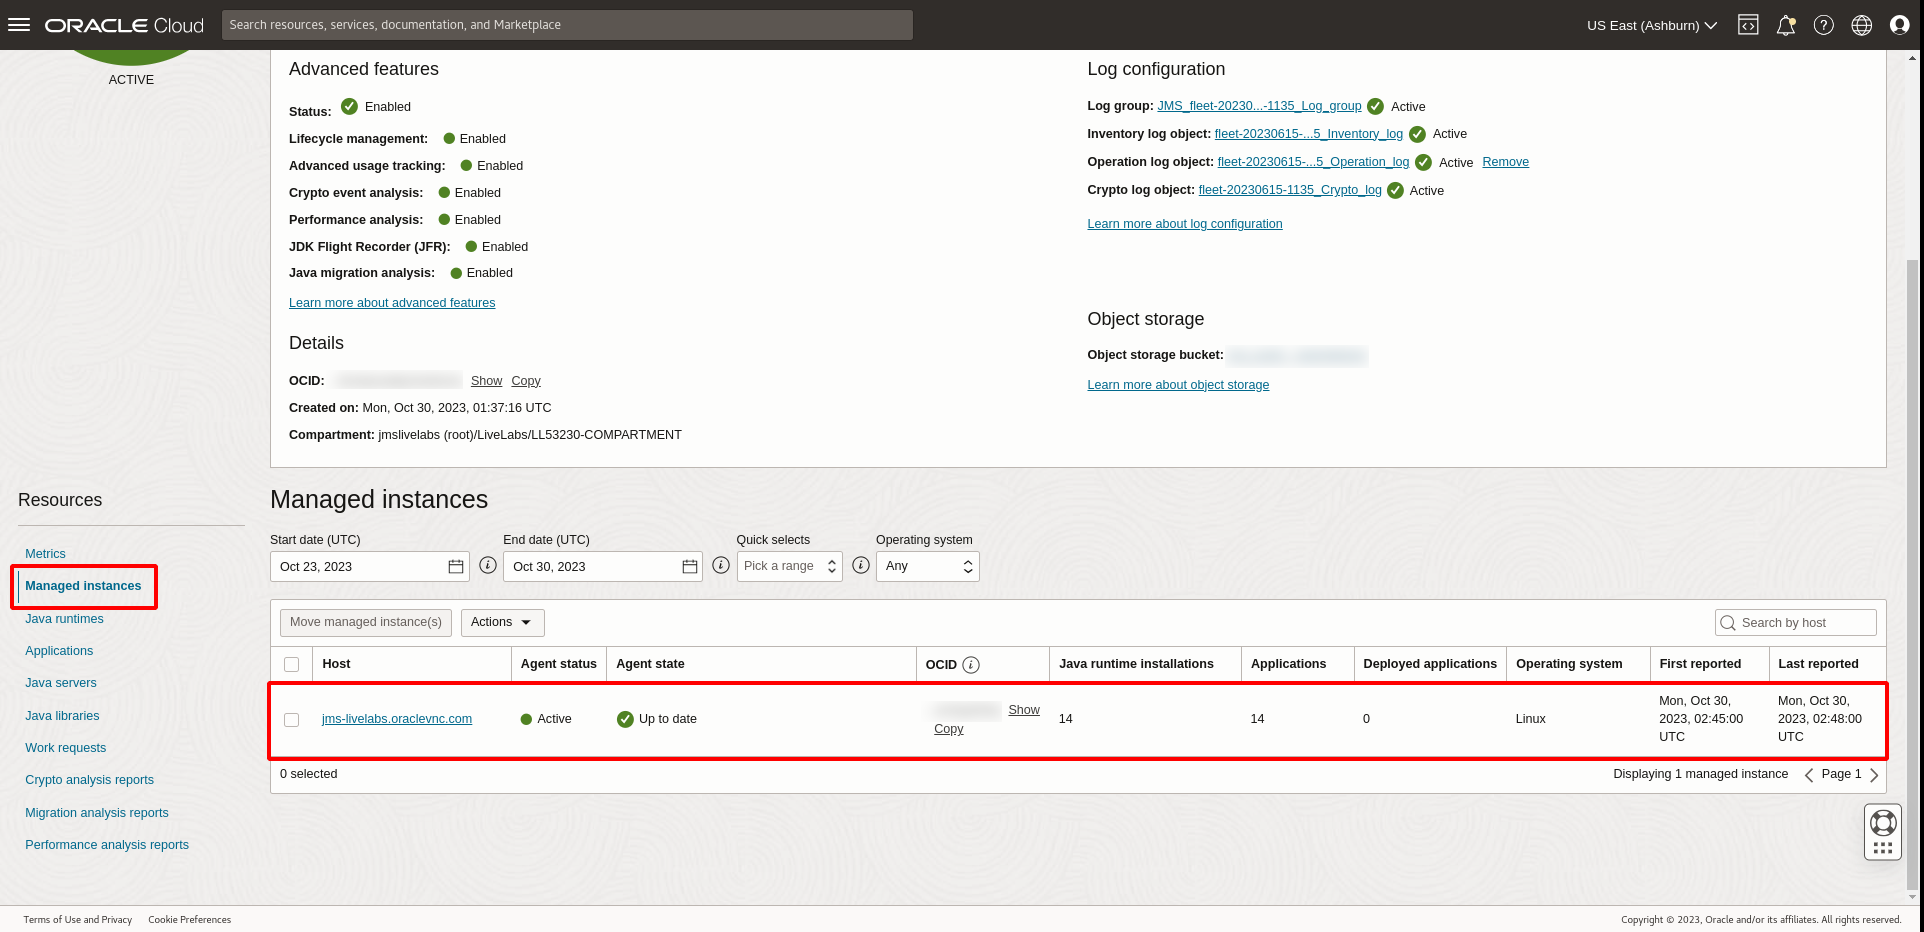 ORACLE Cloud
Search resources, services, documentation, and Marketplace
US East (Ashburn)
ACTIVE
Advanced features
Status: Enabled
Lifecycle management: Enabled
Advanced usage tracking: Enabled
Crypto event analysis: Enabled
Performance analysis: Enabled
JDK Flight Recorder (JFR): Enabled
Java migration analysis: Enabled
Learn more about advanced features
Details
OCID: Show Copy
Created on: Mon, Oct 30, 2023, 01:37:16 UTC
Compartment: jmslivelabs (root)/LiveLabs/LL53230-COMPARTMENT
Log configuration
Log group: JMS_fleet-20230...-1135_Log_group Active
Inventory log object: fleet-20230615-...5_Inventory_log Active
Operation log object: fleet-20230615-...5_Operation_log Active Remove
Crypto log object: fleet-20230615-1135_Crypto_log Active
Learn more about log configuration
Object storage
Object storage bucket:
Learn more about object storage
Resources
Metrics
Managed instances
Java runtimes
Applications
Java servers
Java libraries
Work requests
Crypto analysis reports
Migration analysis reports
Performance analysis reports
Managed instances
Start date (UTC) End date (UTC) Quick selects Operating system
Oct 23, 2023 Oct 30, 2023 Pick a range Any
Move managed instance(s) Actions Search by host
Host Agent status Agent state OCID Java runtime installations Applications Deployed applications Operating system First reported Last reported
jms-livelabs.oraclevnc.com Active Up to date Show Copy 14 14 0 Linux Mon, Oct 30, 2023, 02:45:00 UTC Mon, Oct 30, 2023, 02:48:00 UTC
0 selected Displaying 1 managed instance Page 1
Terms of Use and Privacy Cookie Preferences
Copyright © 2023, Oracle and/or its affiliates. All rights reserved.